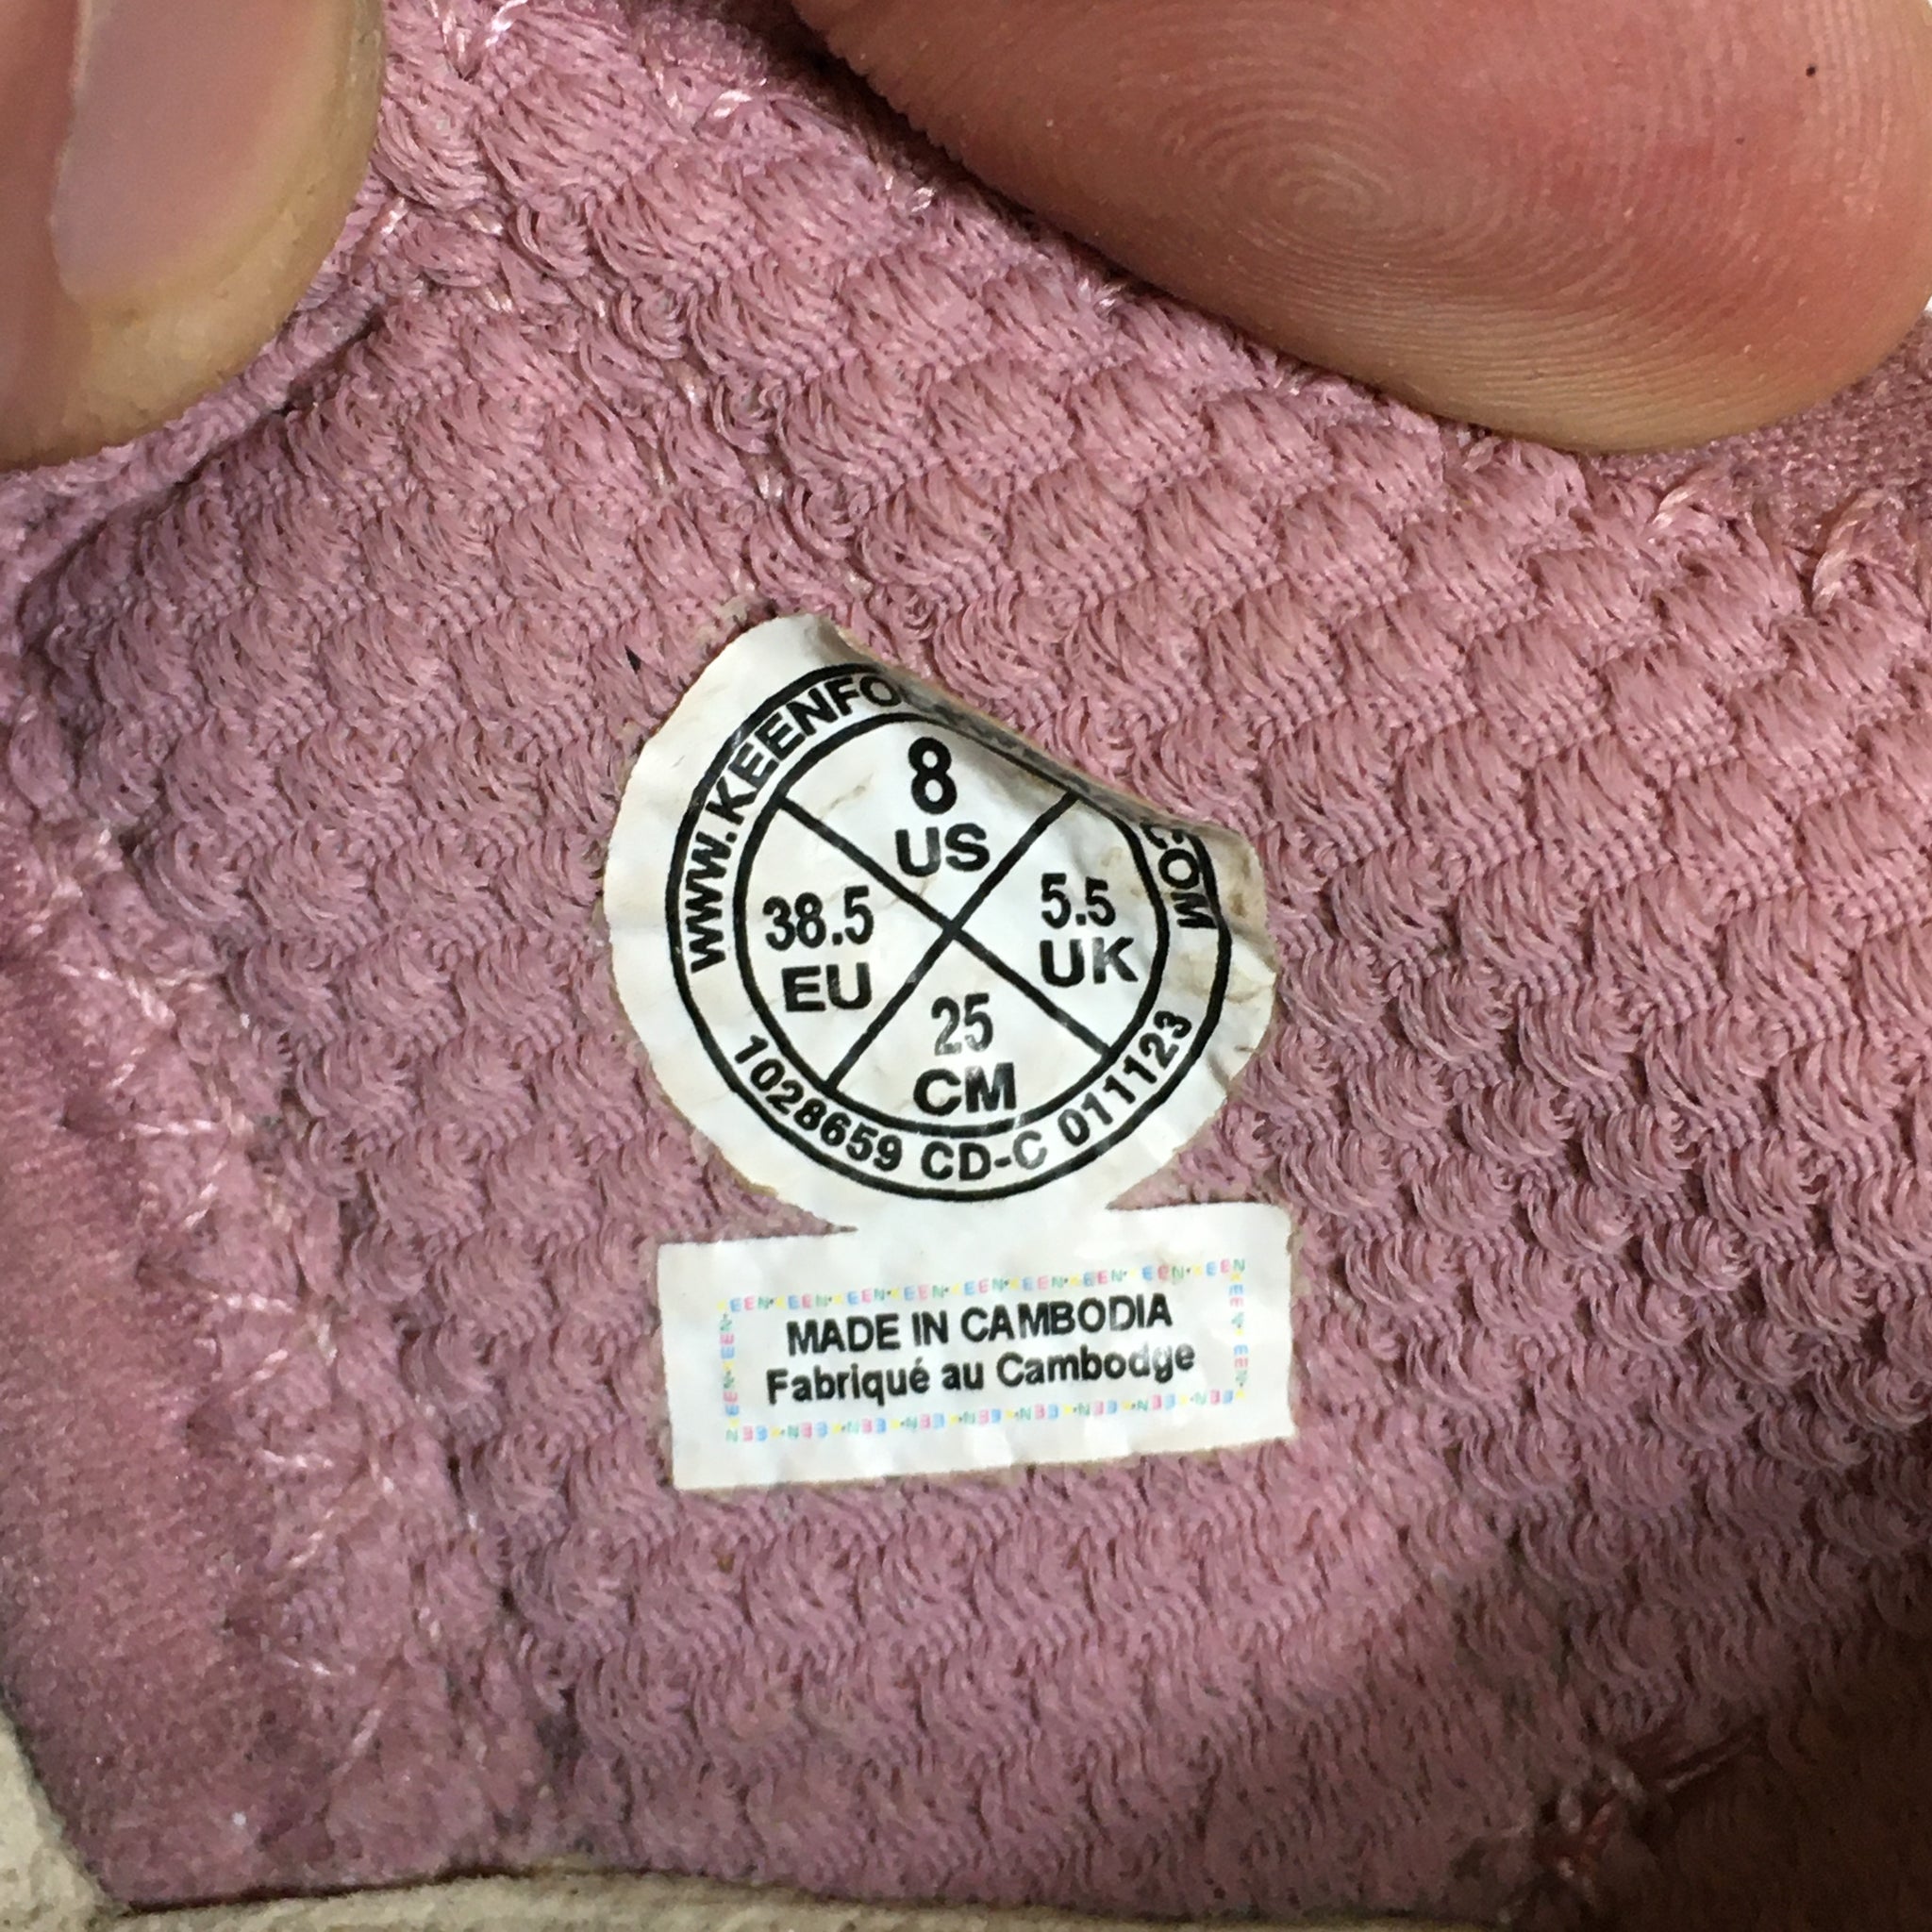 WWW.KEENFO
COM
8
US
38.5
EU
5.5
UK
25
CM
1028659 CD-C 011123
MADE IN CAMBODIA
Fabriqué au Cambodge